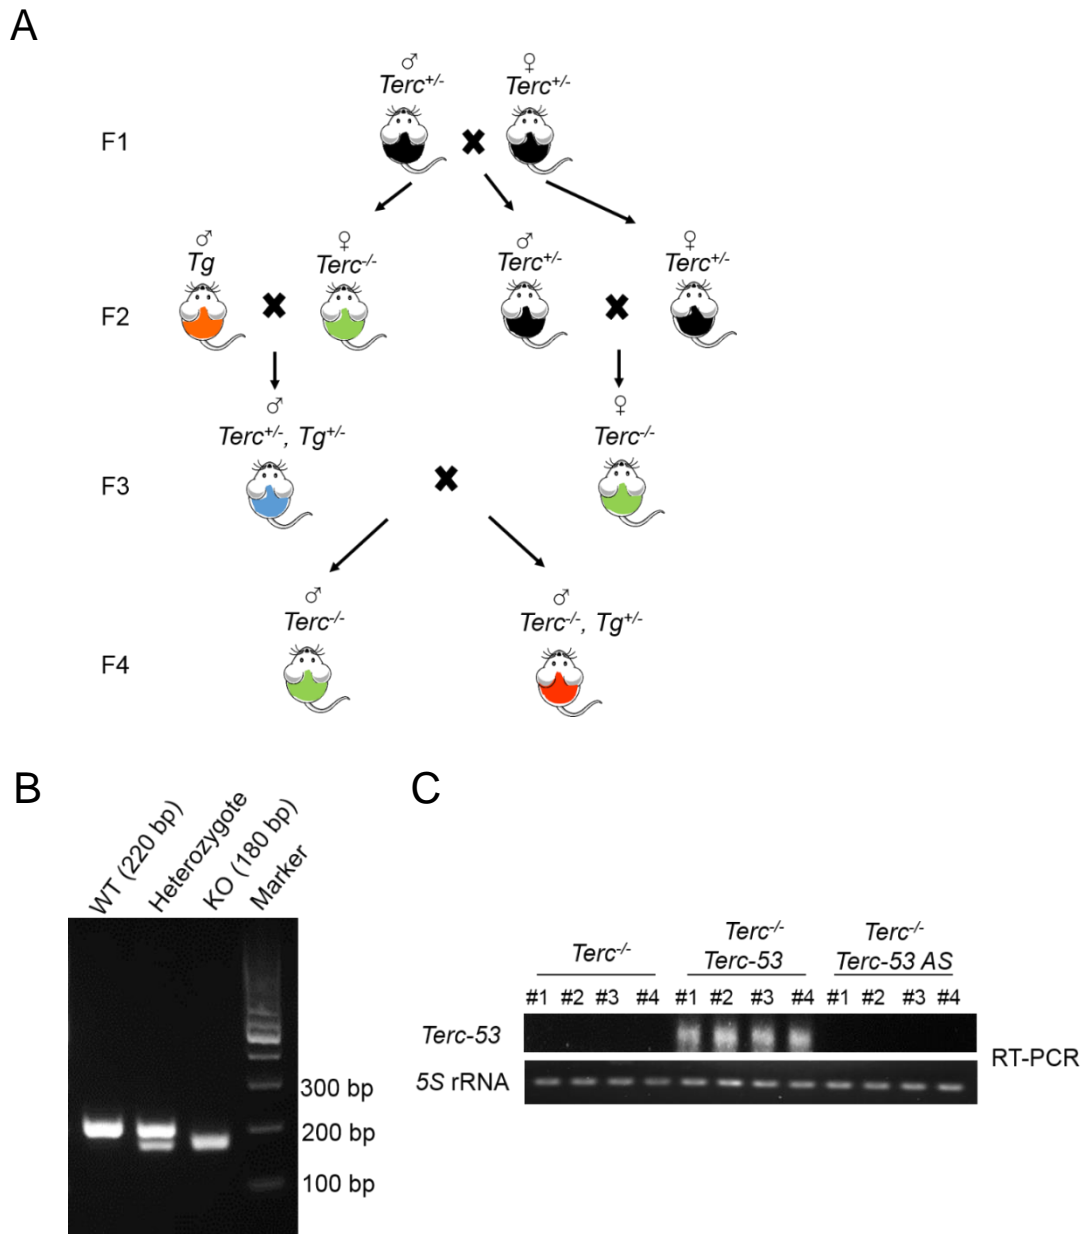 A
♂ ♀
Terc+/- Terc+/-
F1
♂ ♀ ♂ ♀
Tg Terc-/- Terc+/- Terc+/-
F2
♂ ♀
Terc+/-, Tg+/- Terc-/-
F3
♂ ♂
Terc-/- Terc-/-, Tg+/-
F4
B
WT (220 bp)
Heterozygote
KO (180 bp)
Marker
300 bp
200 bp
100 bp
C
Terc-/- Terc-/- Terc-/-
Terc-53 Terc-53 AS
#1 #2 #3 #4 #1 #2 #3 #4 #1 #2 #3 #4
Terc-53
5S rRNA
RT-PCR